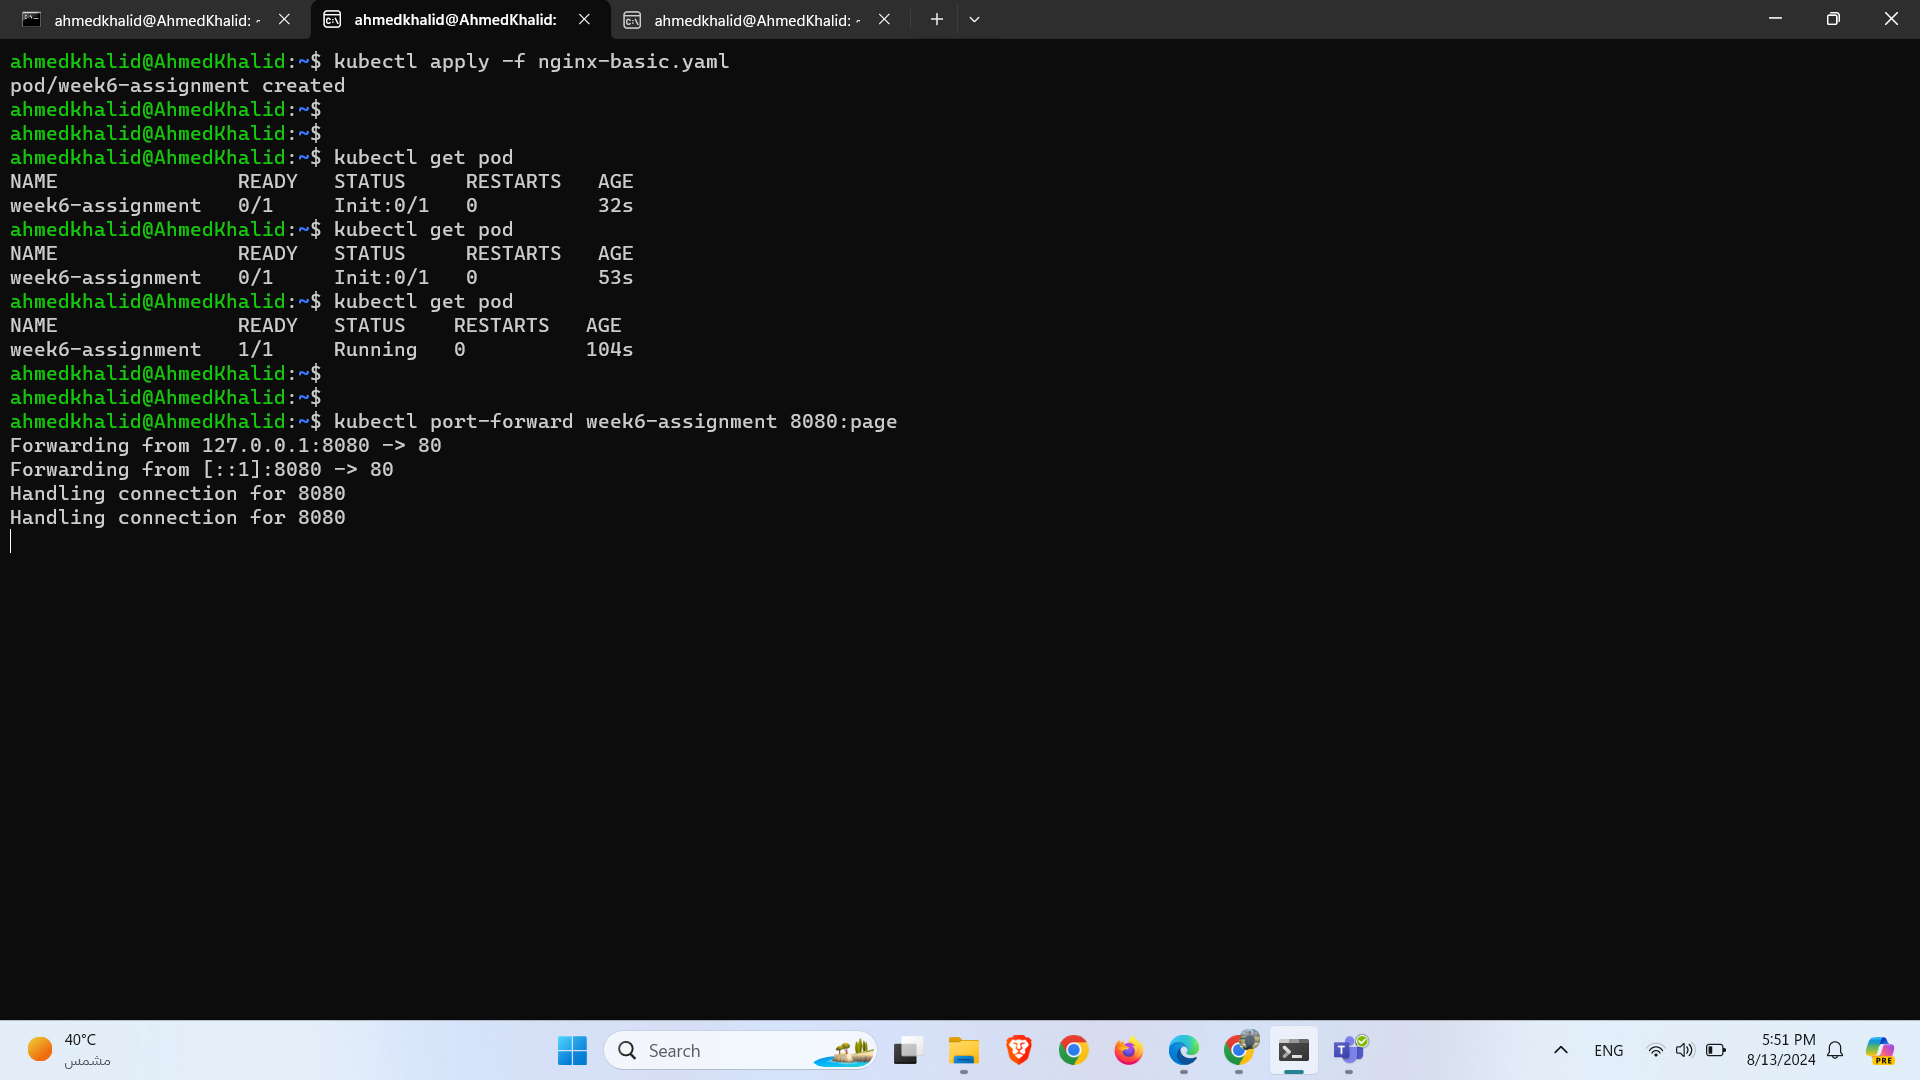 ahmedkhalid@AhmedKhalid: ~
ahmedkhalid@AhmedKhalid:
ahmedkhalid@AhmedKhalid: ~
ahmedkhalid@AhmedKhalid:~$ kubectl apply -f nginx-basic.yaml
pod/week6-assignment created
ahmedkhalid@AhmedKhalid:~$
ahmedkhalid@AhmedKhalid:~$
ahmedkhalid@AhmedKhalid:~$ kubectl get pod
NAME               READY   STATUS     RESTARTS   AGE
week6-assignment   0/1     Init:0/1   0          32s
ahmedkhalid@AhmedKhalid:~$ kubectl get pod
NAME               READY   STATUS     RESTARTS   AGE
week6-assignment   0/1     Init:0/1   0          53s
ahmedkhalid@AhmedKhalid:~$ kubectl get pod
NAME               READY   STATUS    RESTARTS   AGE
week6-assignment   1/1     Running   0          104s
ahmedkhalid@AhmedKhalid:~$
ahmedkhalid@AhmedKhalid:~$
ahmedkhalid@AhmedKhalid:~$ kubectl port-forward week6-assignment 8080:page
Forwarding from 127.0.0.1:8080 -> 80
Forwarding from [::1]:8080 -> 80
Handling connection for 8080
Handling connection for 8080
40°C
مشمس
Search
ENG
5:51 PM
8/13/2024
PRE